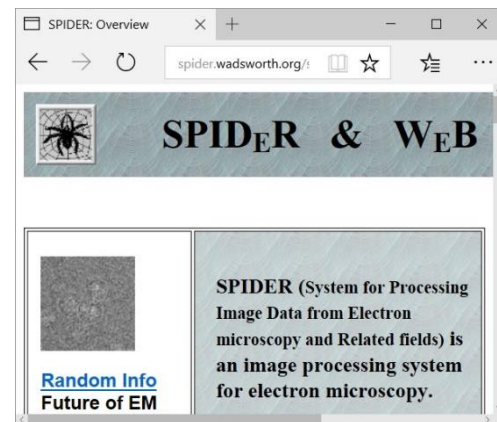 SPIDER: Overview
spider.wadsworth.org/
SPIDER & WEB
SPIDER (System for Processing
Image Data from Electron
microscopy and Related fields) is
an image processing system
for electron microscopy.
Random Info
Future of EM